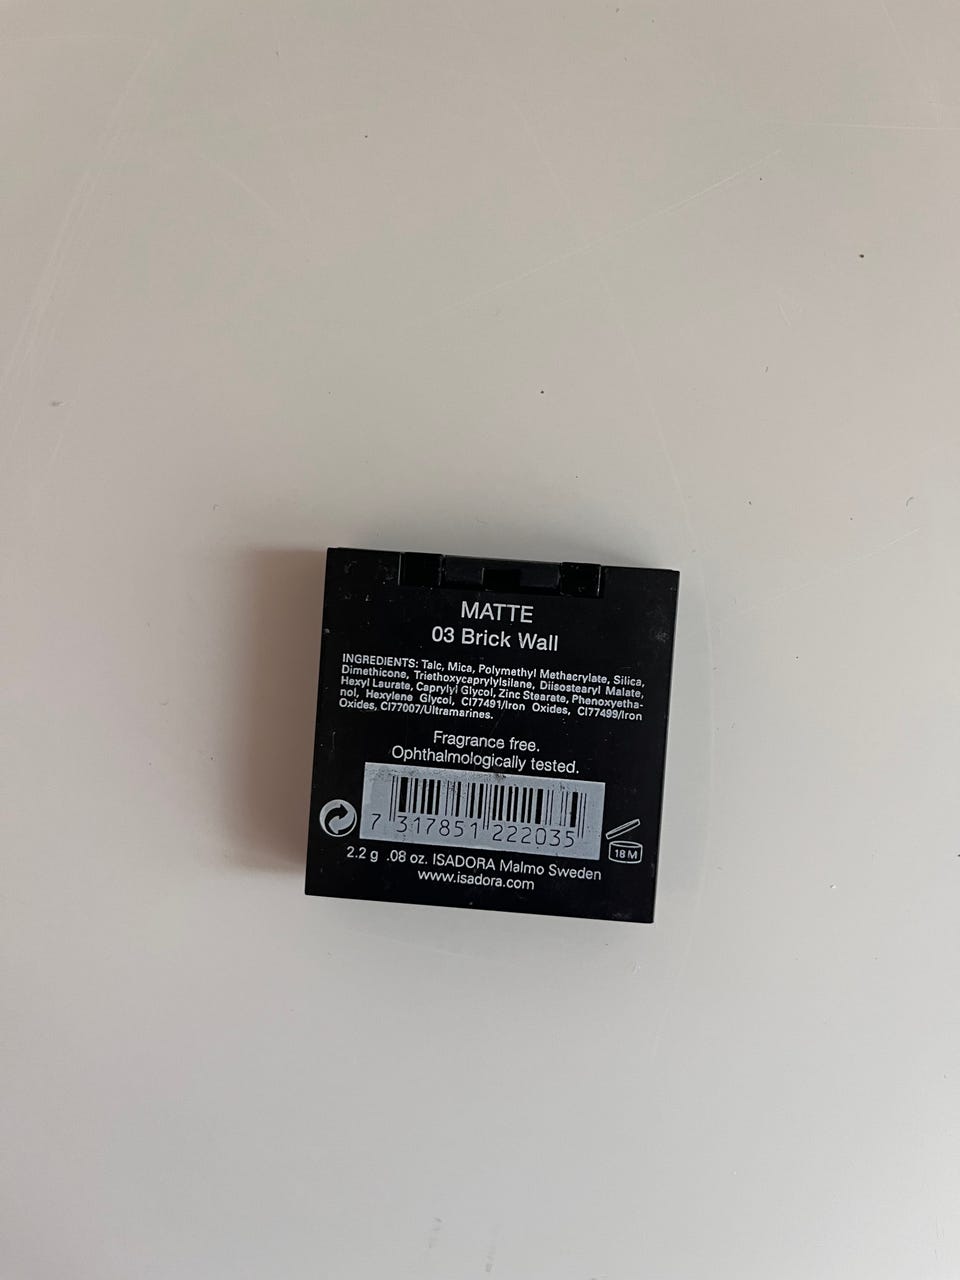 MATTE
03 Brick Wall
INGREDIENTS: Talc, Mica, Polymethyl Methacrylate, Silica,
Dimethicone, Triethoxycaprylylsilane, Diisostearyl Malate,
Hexyl Laurate, Caprylyl Glycol, Zinc Stearate, Phenoxyetha-
nol, Hexylene Glycol, CI77491/Iron Oxides, CI77499/Iron
Oxides, CI77007/Ultramarines.
Fragrance free.
Ophthalmologically tested.
7 317851 222035
18 M
2.2 g .08 oz. ISADORA Malmo Sweden
www.isadora.com